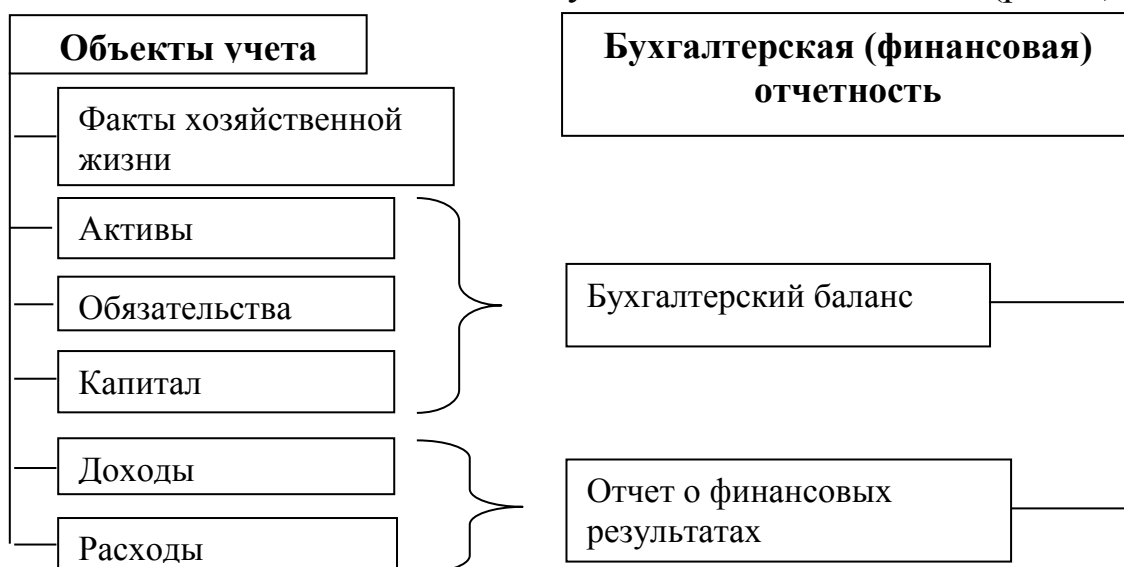 Объекты учета
Бухгалтерская (финансовая)
отчетность
Факты хозяйственной
жизни
Активы
Обязательства
Бухгалтерский баланс
Капитал
Доходы
Отчет о финансовых
результатах
Расходы